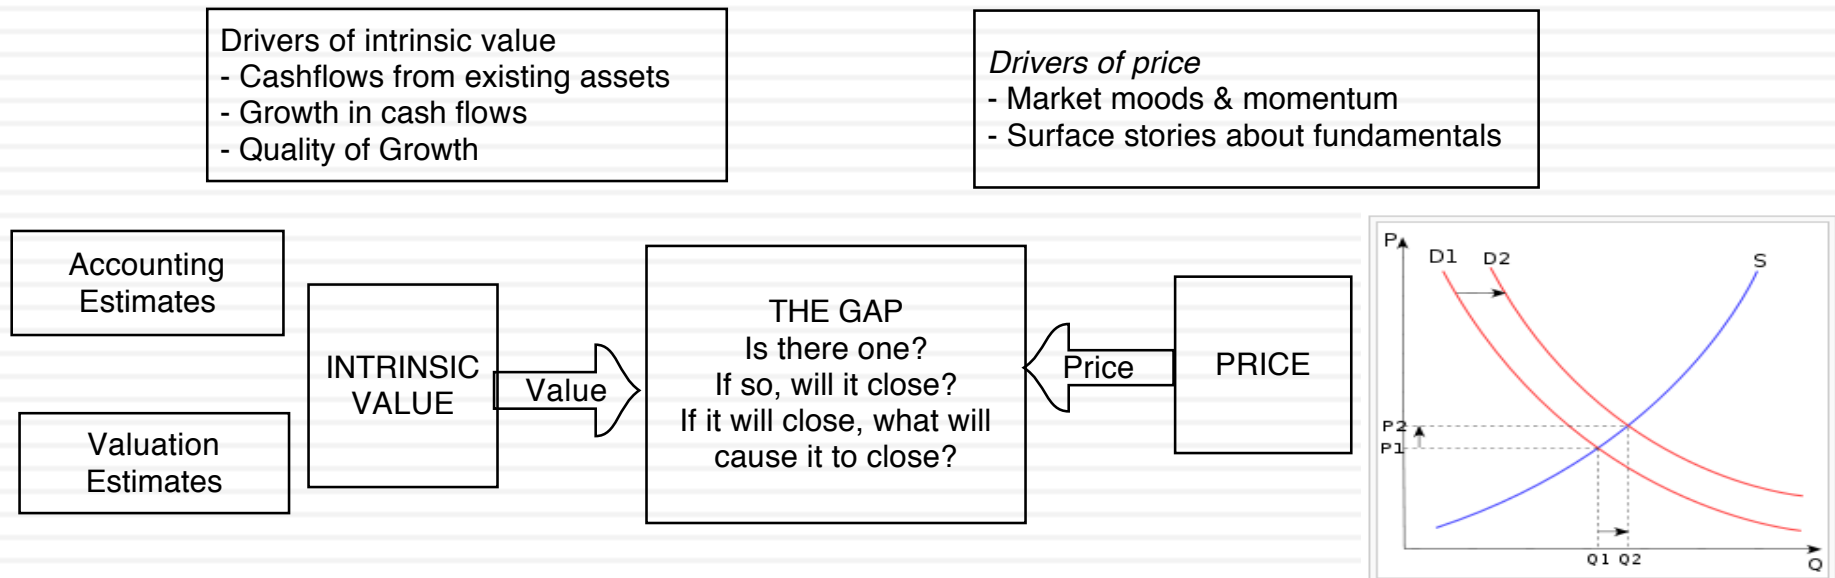 Drivers of intrinsic value
- Cashflows from existing assets
- Growth in cash flows
- Quality of Growth
Drivers of price
- Market moods & momentum
- Surface stories about fundamentals
Accounting
Estimates
Valuation
Estimates
INTRINSIC
VALUE
Value
THE GAP
Is there one?
If so, will it close?
If it will close, what will
cause it to close?
Price
PRICE
P
D1
D2
S
P2
P1
Q1
Q2
Q